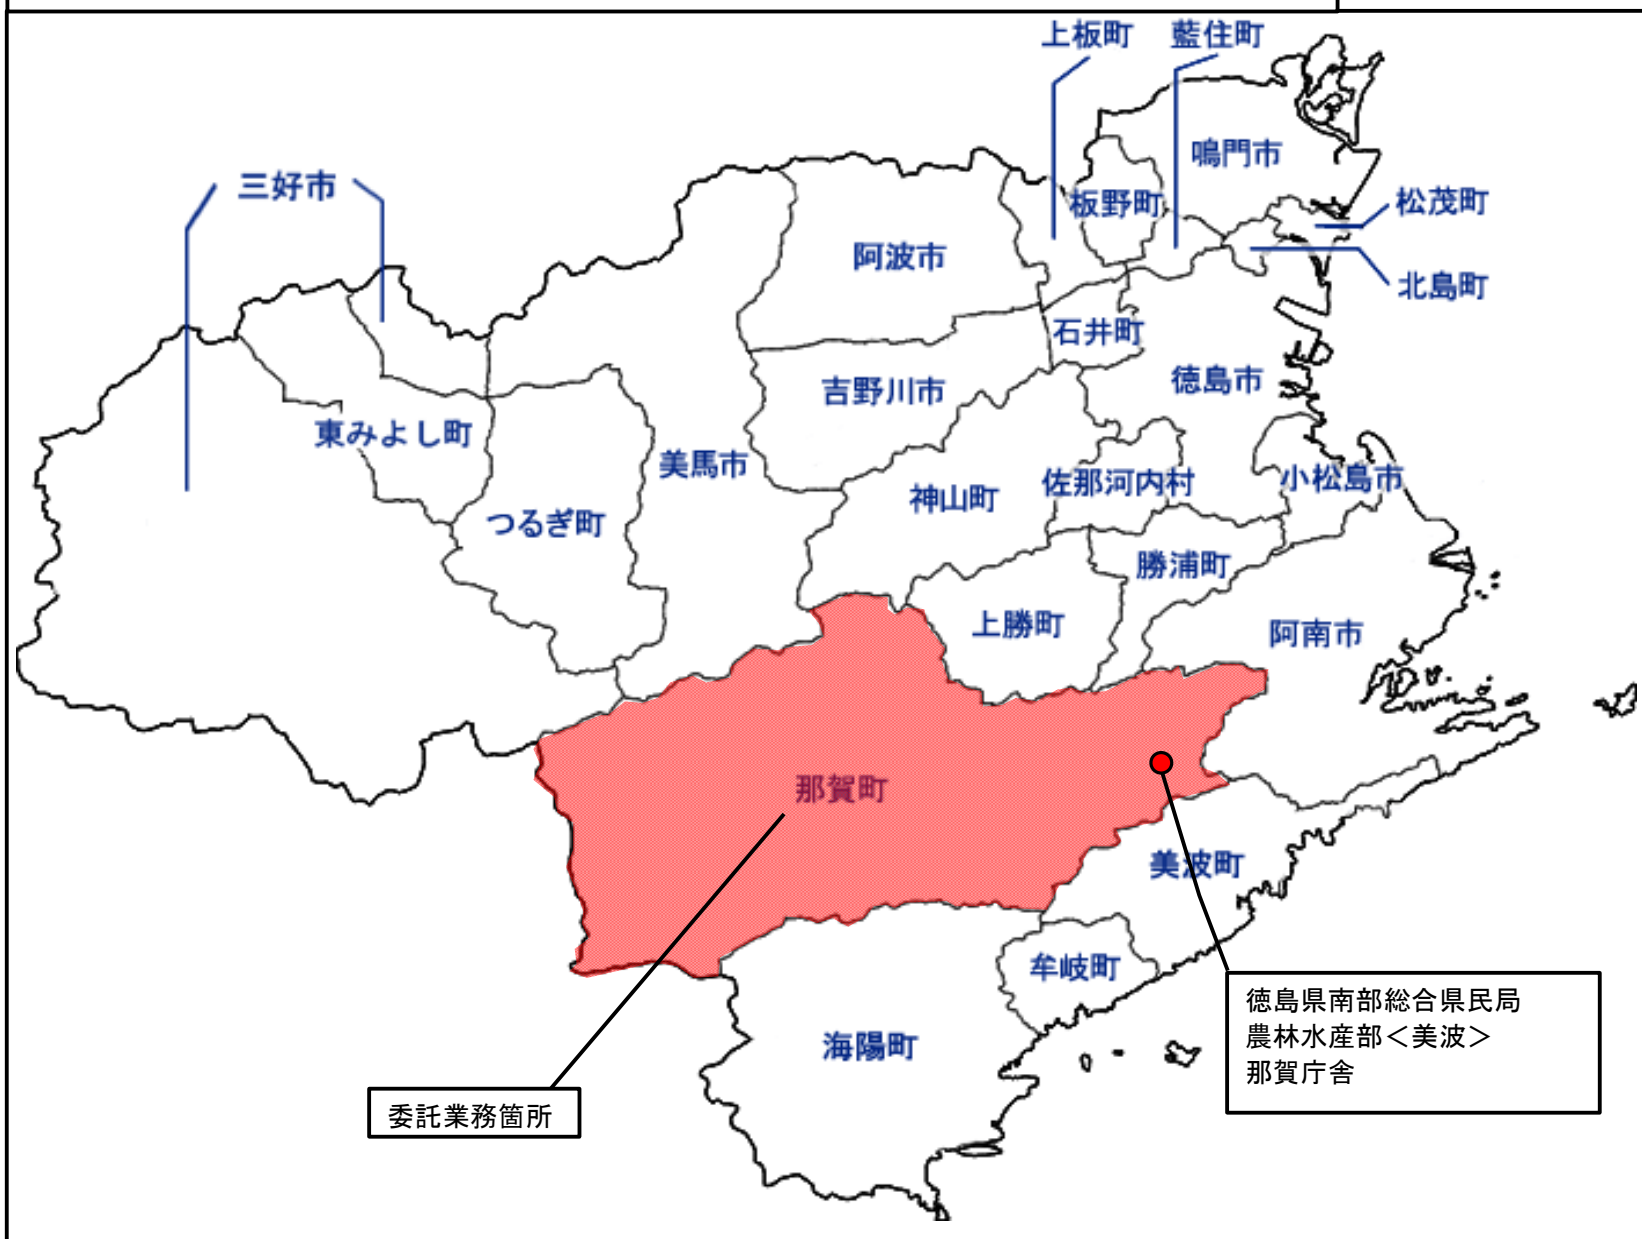 上板町
藍住町
鳴門市
三好市
板野町
松茂町
阿波市
北島町
石井町
徳島市
吉野川市
東みよし町
美馬市
佐那河内村
小松島市
神山町
つるぎ町
勝浦町
上勝町
阿南市
那賀町
美波町
牟岐町
海陽町
徳島県南部総合県民局
農林水産部＜美波＞
那賀庁舎
委託業務箇所